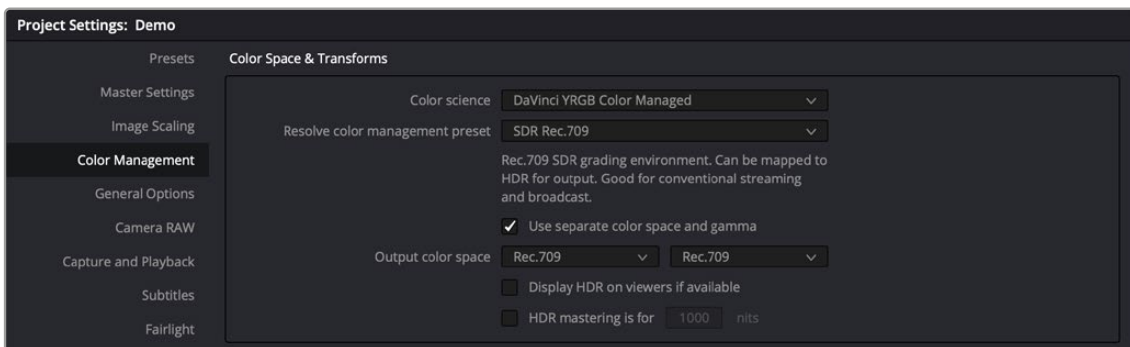 Project Settings: Demo
Presets
Color Space & Transforms
Master Settings
Color science DaVinci YRGB Color Managed
Image Scaling
Resolve color management preset SDR Rec.709
Color Management
Rec.709 SDR grading environment. Can be mapped to
HDR for output. Good for conventional streaming
and broadcast.
General Options
Camera RAW
Use separate color space and gamma
Capture and Playback
Output color space Rec.709 Rec.709
Subtitles
Display HDR on viewers if available
Fairlight
HDR mastering is for 1000 nits